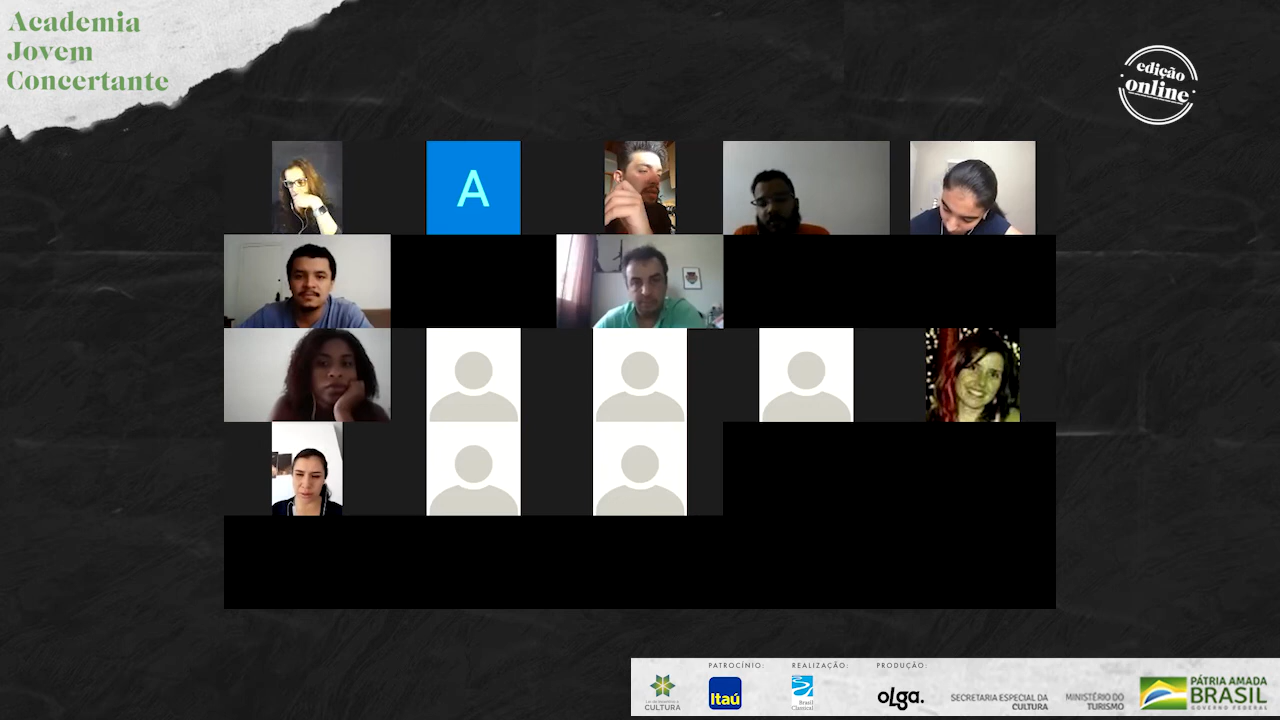 Academia
Jovem
Concertante
edição
online
A
PATROCÍNIO:
REALIZAÇÃO:
PRODUÇÃO:
CULTURA
Itaú
Brasil
Classical
olga.
SECRETARIA ESPECIAL DA
CULTURA
MINISTÉRIO DO
TURISMO
PÁTRIA AMADA
BRASIL
GOVERNO FEDERAL